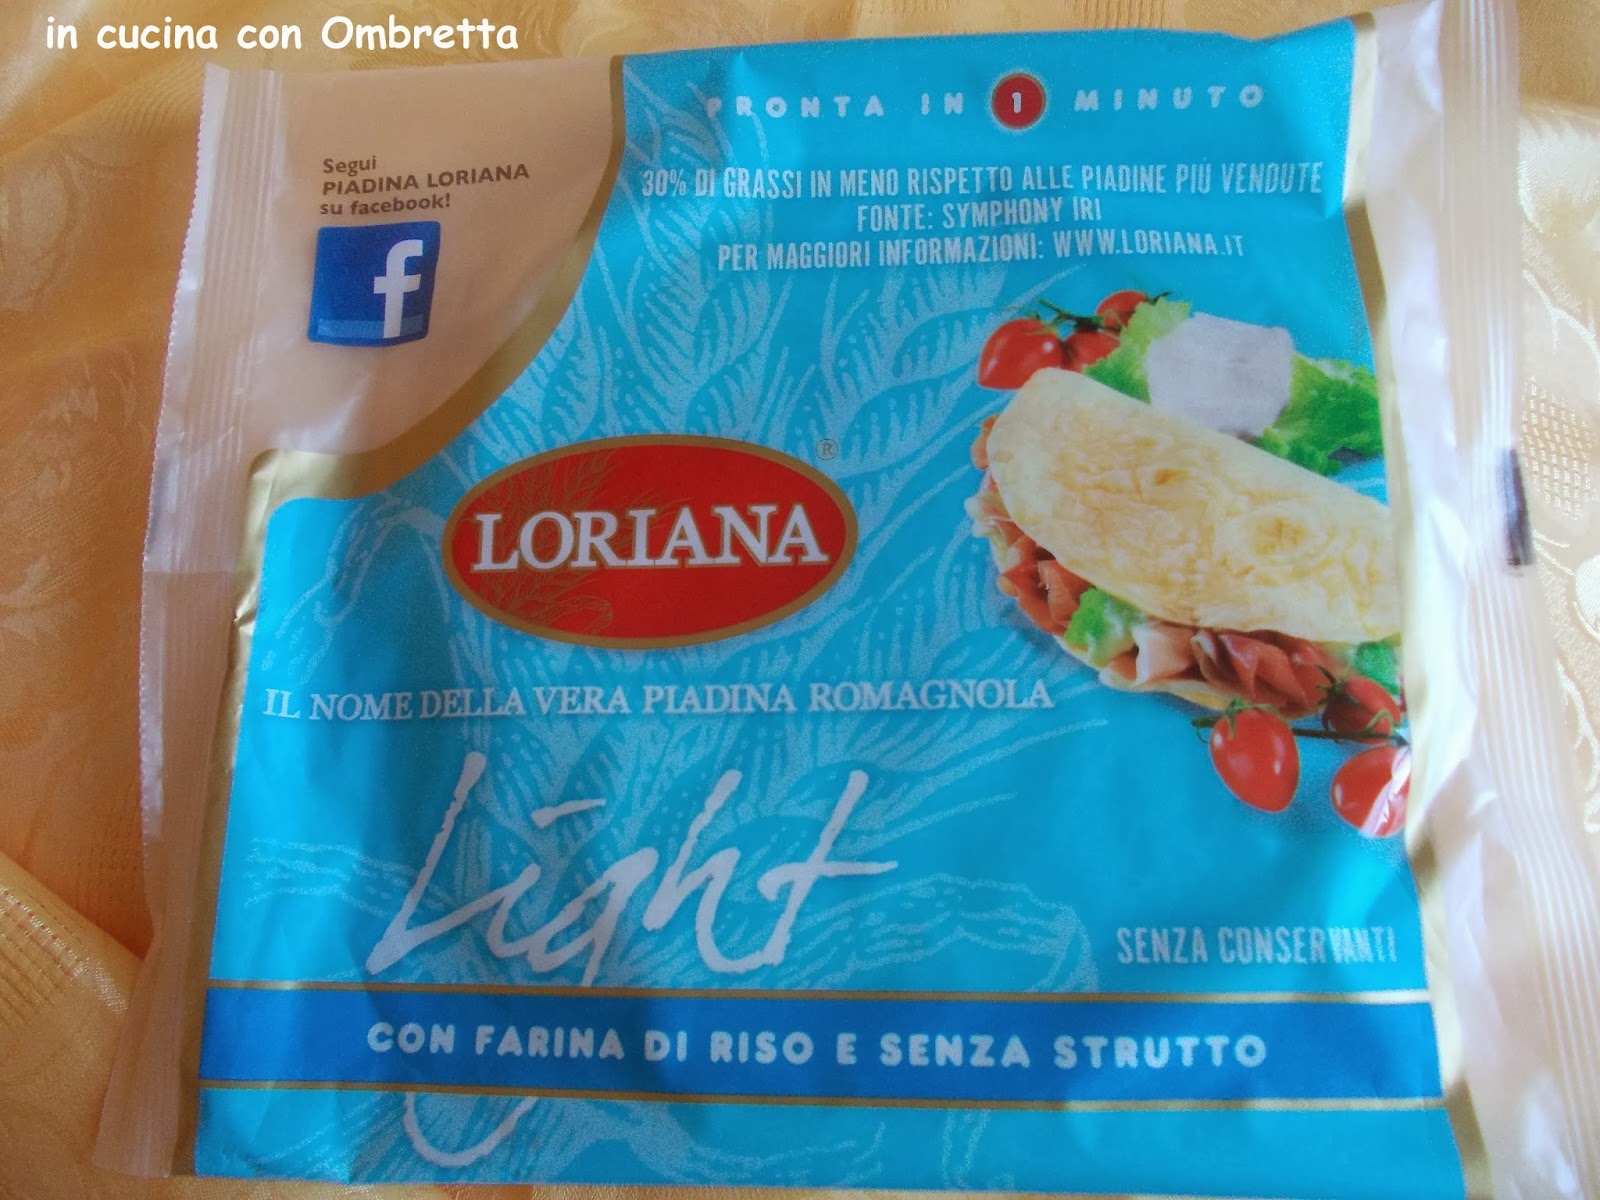 in cucina con Ombretta
Segui
PIADINA LORIANA
su facebook!
f
PRONTA IN 1 MINUTO
30% DI GRASSI IN MENO RISPETTO ALLE PIADINE PIÙ VENDUTE
FONTE: SYMPHONY IRI
PER MAGGIORI INFORMAZIONI: WWW.LORIANA.IT
LORIANA ®
IL NOME DELLA VERA PIADINA ROMAGNOLA
Light
SENZA CONSERVANTI
CON FARINA DI RISO E SENZA STRUTTO